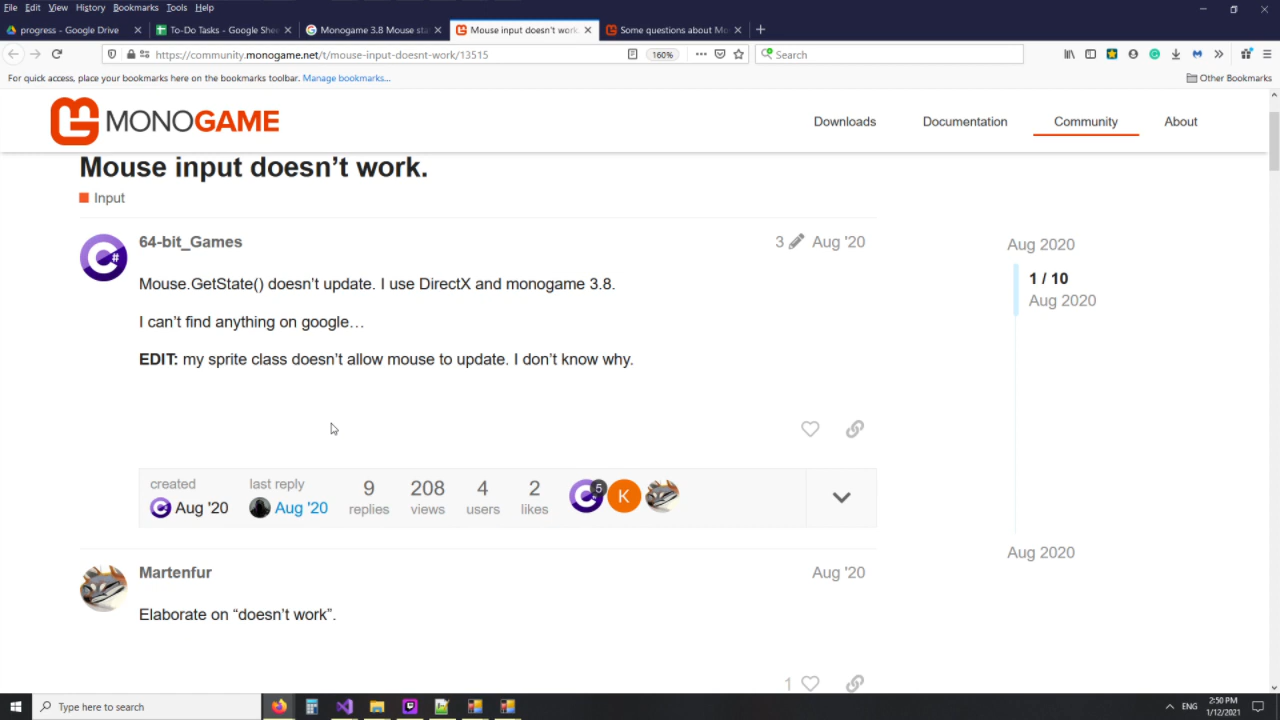 File Edit View History Bookmarks Tools Help
progress - Google Drive
To-Do Tasks - Google She
Monogame 3.8 Mouse sta
Mouse input doesn't work.
Some questions about Mo
https://community.monogame.net/t/mouse-input-doesnt-work/13515
160%
Search
For quick access, place your bookmarks here on the bookmarks toolbar. Manage bookmarks...
Other Bookmarks
MONOGAME
Downloads Documentation Community About
Mouse input doesn’t work.
Input
64-bit_Games
3 Aug '20
Mouse.GetState() doesn’t update. I use DirectX and monogame 3.8.
I can’t find anything on google…
EDIT: my sprite class doesn’t allow mouse to update. I don’t know why.
Aug 2020
1 / 10
Aug 2020
Aug 2020
created last reply 9 208 4 2 5 K
Aug '20 Aug '20 replies views users likes
Martenfur
Aug '20
Elaborate on “doesn’t work”.
1
Type here to search
ENG
2:50 PM
1/12/2021